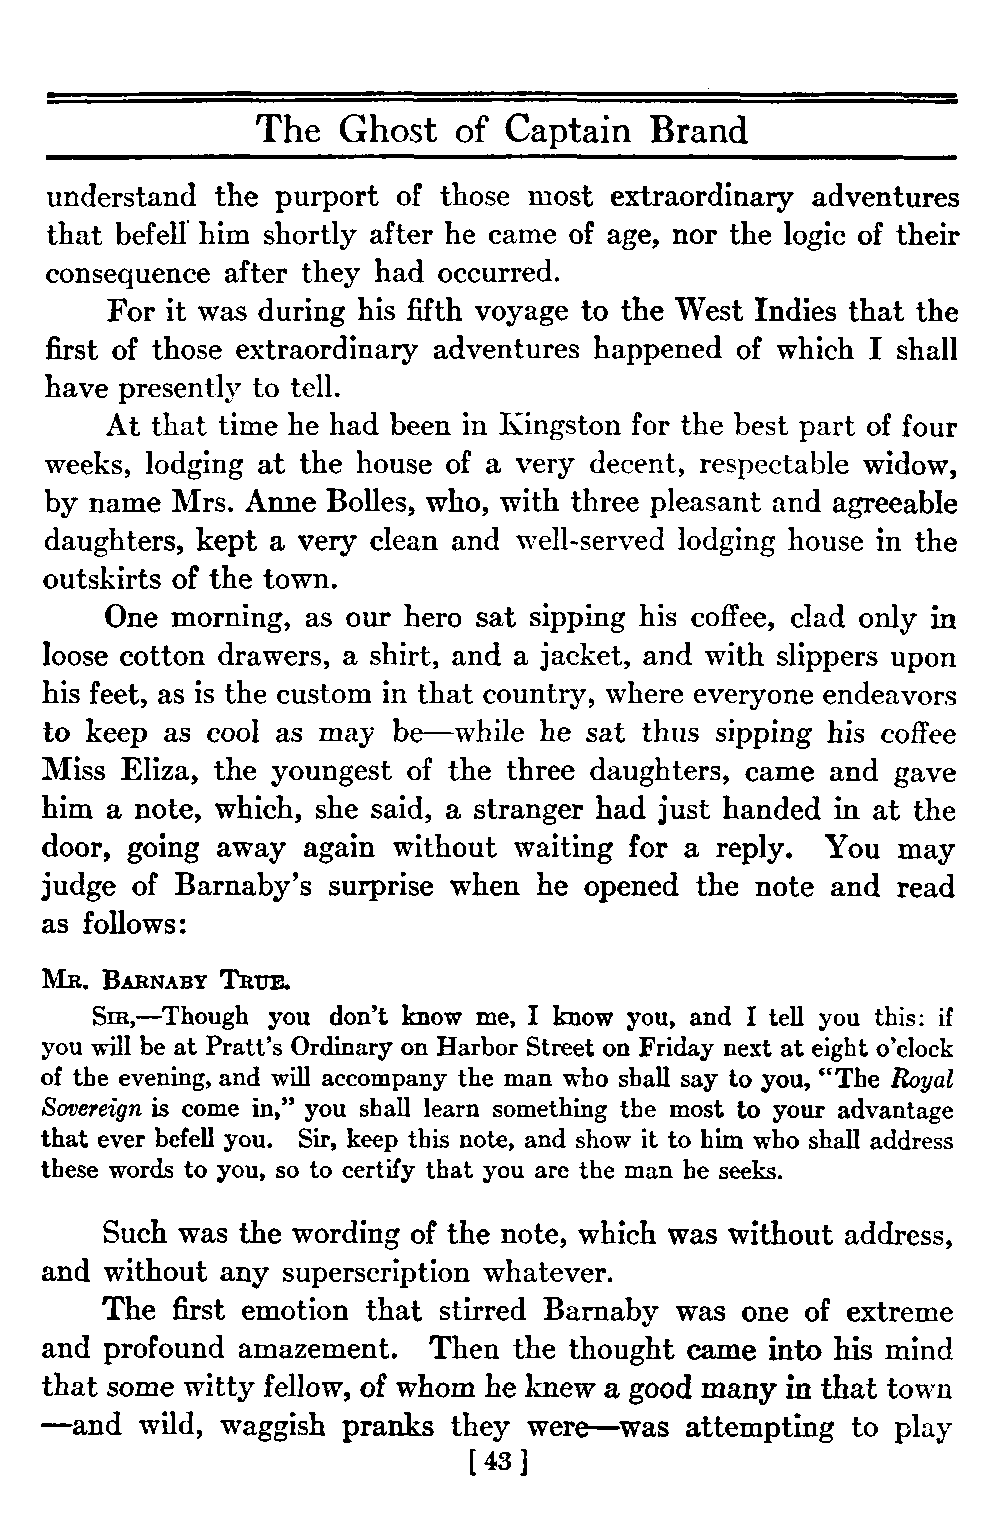 The Ghost of Captain Brand
understand the purport of those most extraordinary adventures
that befell him shortly after he came of age, nor the logic of their
consequence after they had occurred.
For it was during his fifth voyage to the West Indies that the
first of those extraordinary adventures happened of which I shall
have presently to tell.
At that time he had been in Kingston for the best part of four
weeks, lodging at the house of a very decent, respectable widow,
by name Mrs. Anne Bolles, who, with three pleasant and agreeable
daughters, kept a very clean and well-served lodging house in the
outskirts of the town.
One morning, as our hero sat sipping his coffee, clad only in
loose cotton drawers, a shirt, and a jacket, and with slippers upon
his feet, as is the custom in that country, where everyone endeavors
to keep as cool as may be—while he sat thus sipping his coffee
Miss Eliza, the youngest of the three daughters, came and gave
him a note, which, she said, a stranger had just handed in at the
door, going away again without waiting for a reply. You may
judge of Barnaby's surprise when he opened the note and read
as follows:
MR. BARNABY TRUE.
SIR,—Though you don't know me, I know you, and I tell you this: if
you will be at Pratt's Ordinary on Harbor Street on Friday next at eight o'clock
of the evening, and will accompany the man who shall say to you, “The Royal
Sovereign is come in,” you shall learn something the most to your advantage
that ever befell you. Sir, keep this note, and show it to him who shall address
these words to you, so to certify that you are the man he seeks.
Such was the wording of the note, which was without address,
and without any superscription whatever.
The first emotion that stirred Barnaby was one of extreme
and profound amazement. Then the thought came into his mind
that some witty fellow, of whom he knew a good many in that town
—and wild, waggish pranks they were—was attempting to play
[ 43 ]